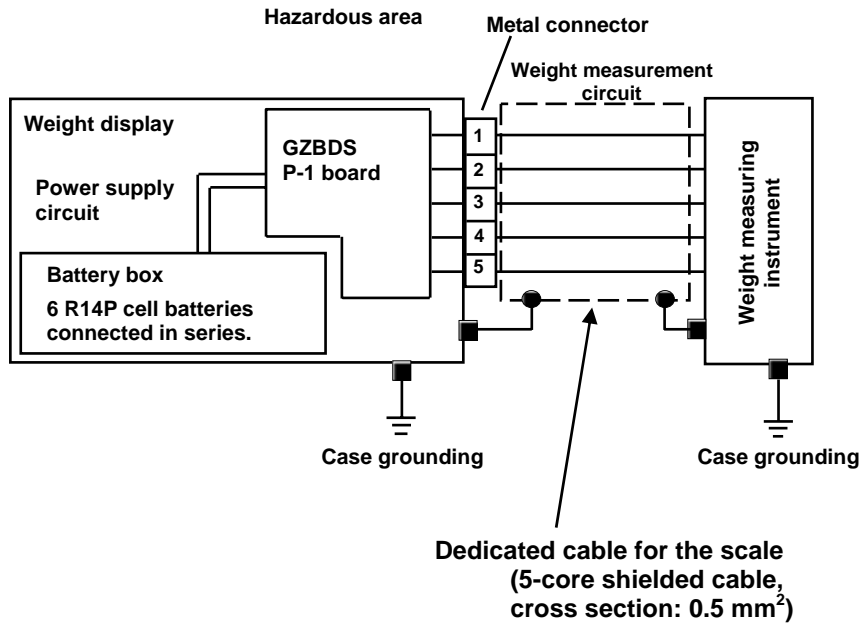 Hazardous area
Metal connector
Weight measurement
circuit
Weight display
GZBDS
P-1 board
Power supply
circuit
Battery box
6 R14P cell batteries
connected in series.
1
2
3
4
5
Weight measuring
instrument
Case grounding
Case grounding
Dedicated cable for the scale
(5-core shielded cable,
cross section: 0.5 mm²)